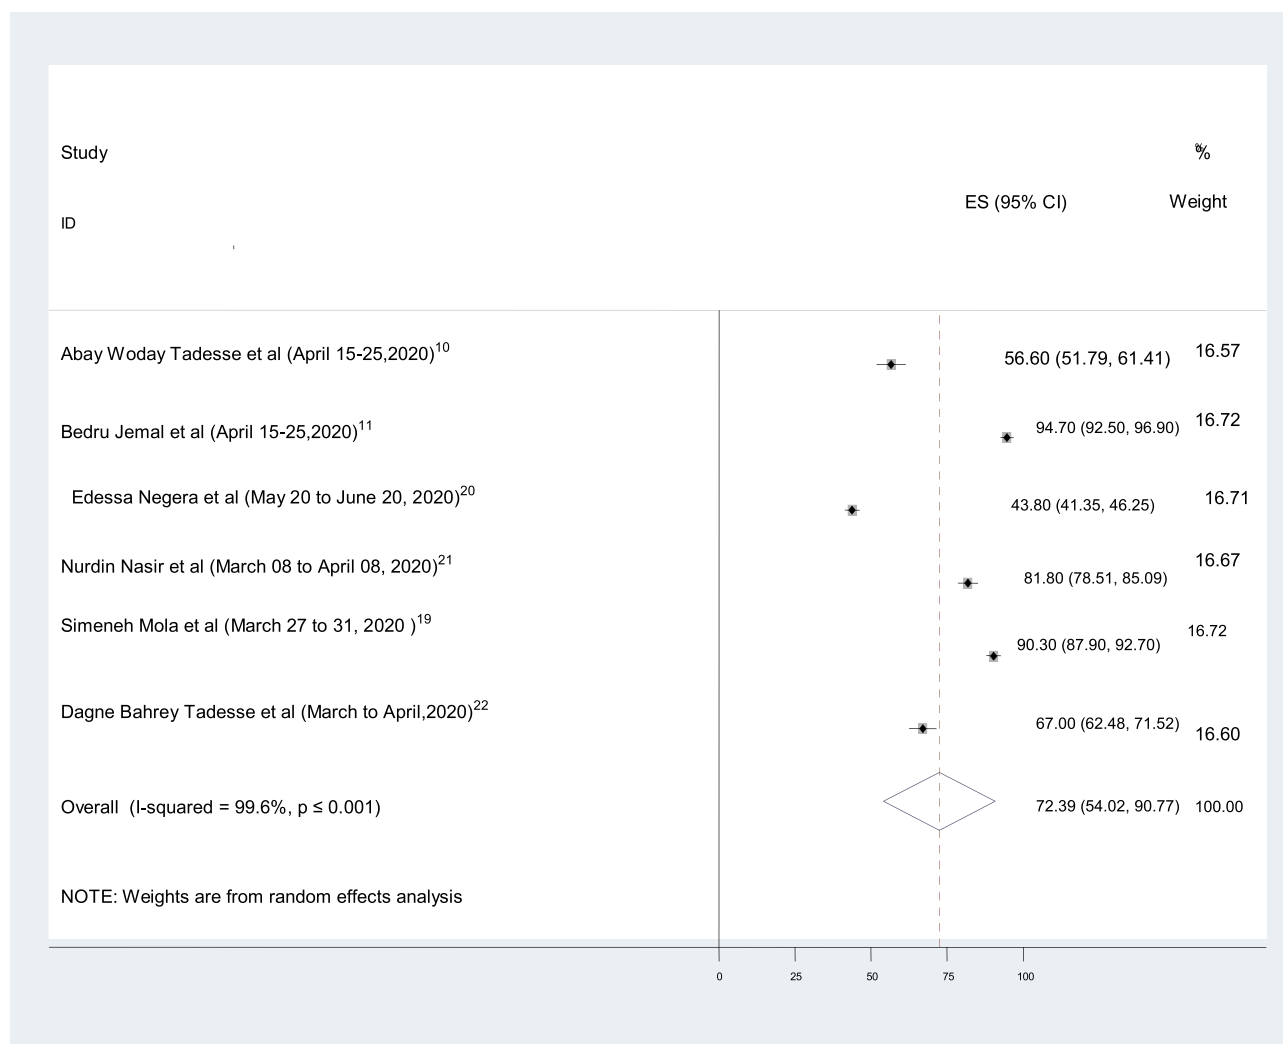 Study %
ES (95% CI) Weight
ID
Abay Woday Tadesse et al (April 15-25,2020)10 56.60 (51.79, 61.41) 16.57
Bedru Jemal et al (April 15-25,2020)11 94.70 (92.50, 96.90) 16.72
Edessa Negera et al (May 20 to June 20, 2020)20 43.80 (41.35, 46.25) 16.71
Nurdin Nasir et al (March 08 to April 08, 2020)21 81.80 (78.51, 85.09) 16.67
Simeneh Mola et al (March 27 to 31, 2020 )19 90.30 (87.90, 92.70) 16.72
Dagne Bahrey Tadesse et al (March to April,2020)22 67.00 (62.48, 71.52) 16.60
Overall (I-squared = 99.6%, p ≤ 0.001) 72.39 (54.02, 90.77) 100.00
NOTE: Weights are from random effects analysis
0 25 50 75 100